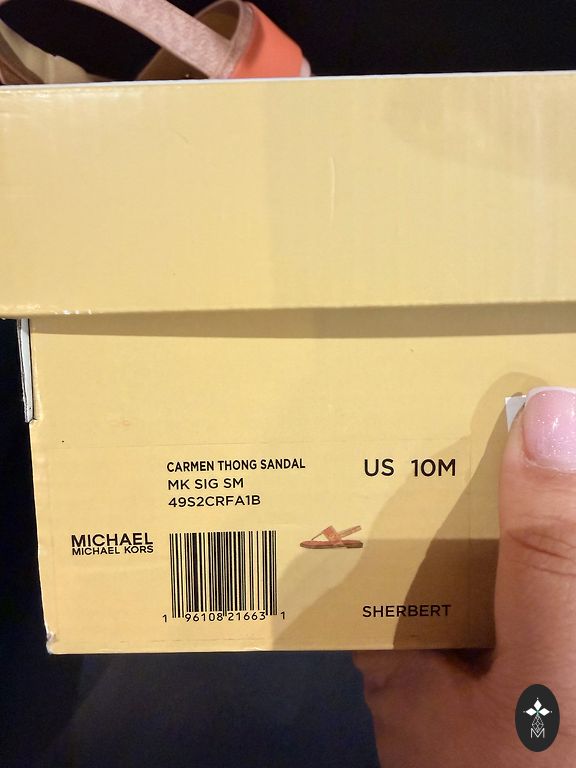 CARMEN THONG SANDAL
MK SIG SM
49S2CRFA1B
US 10M
MICHAEL
MICHAEL KORS
1 96108 21663 1
SHERBERT
M